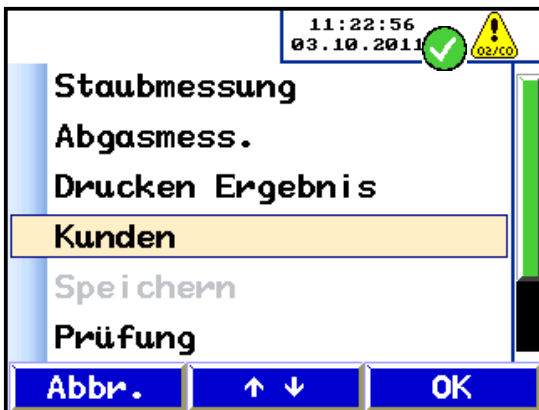 11:22:56
03.10.2011
O2/CO
Staubmessung
Abgasmess.
Drucken Ergebnis
Kunden
Speichern
Prüfung
Abbr.
↑ ↓
OK